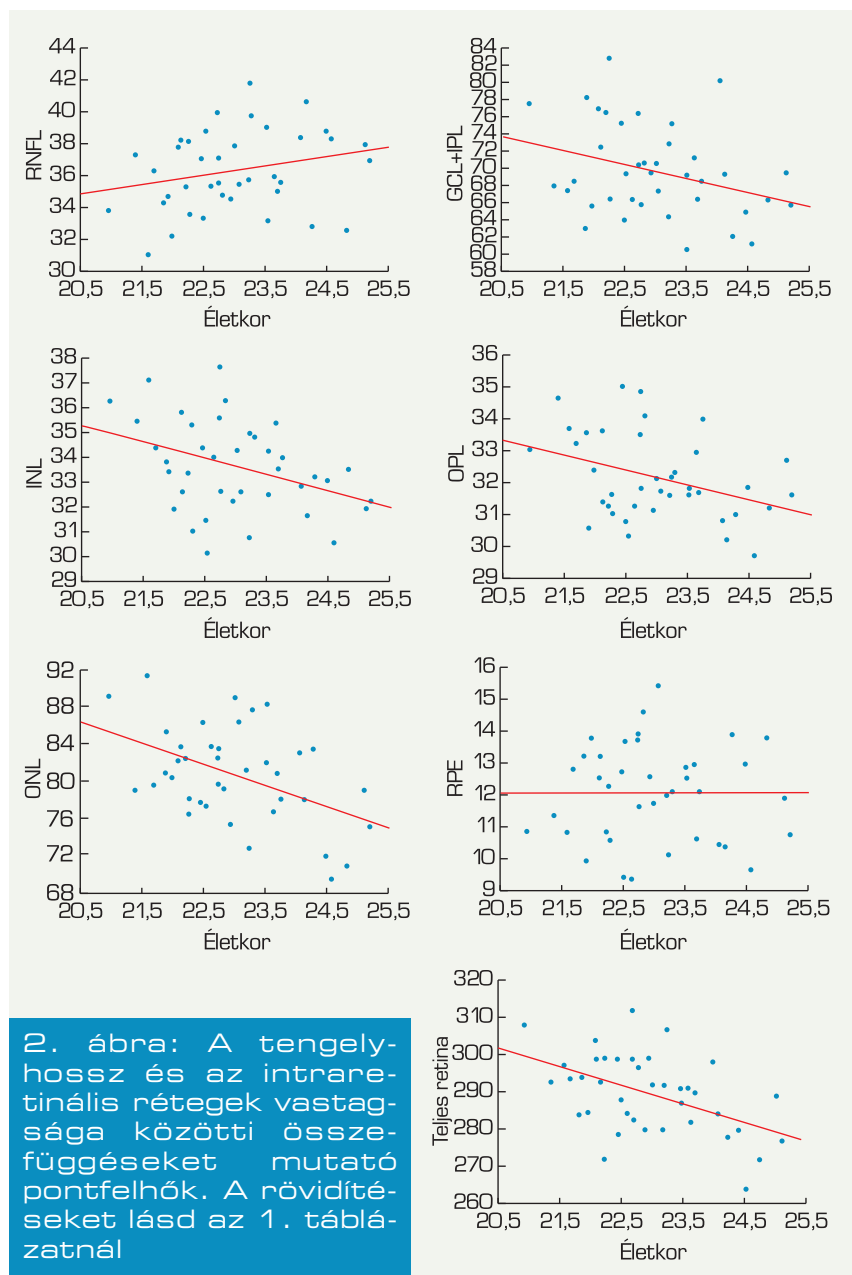 44
42
40
38
36
34
32
30
RNFL
20,5 21,5 22,5 23,5 24,5 25,5
Életkor
84
82
80
78
76
74
72
70
68
66
64
62
60
58
GCL+IPL
20,5 21,5 22,5 23,5 24,5 25,5
Életkor
38
37
36
35
34
33
32
31
30
29
INL
20,5 21,5 22,5 23,5 24,5 25,5
Életkor
36
35
34
33
32
31
30
29
OPL
20,5 21,5 22,5 23,5 24,5 25,5
Életkor
92
88
84
80
76
72
68
ONL
20,5 21,5 22,5 23,5 24,5 25,5
Életkor
16
15
14
13
12
11
10
9
RPE
20,5 21,5 22,5 23,5 24,5 25,5
Életkor
320
310
300
290
280
270
260
Teljes retina
20,5 21,5 22,5 23,5 24,5 25,5
Életkor
2. ábra: A tengely-
hossz és az intrare-
tinális rétegek vastag-
sága közötti össze-
függéseket mutató
pontfelhők. A rövidíté-
seket lásd az 1. táblá-
zatnál